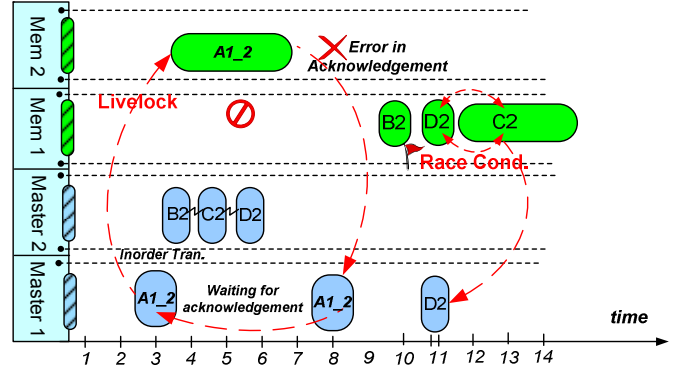 Mem 2
A1_2
Error in
Acknowledgement
Livelock
Mem 1
B2
D2
C2
Race Cond.
Master 2
B2
C2
D2
Inorder Tran.
Master 1
A1_2
Waiting for
acknowledgement
A1_2
D2
time
1 2 3 4 5 6 7 8 9 10 11 12 13 14